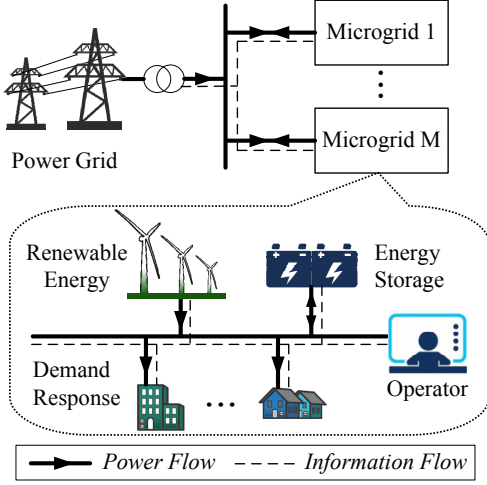 Microgrid 1
Microgrid M
Power Grid
Renewable
Energy
Energy
Storage
Demand
Response
Operator
Power Flow
Information Flow